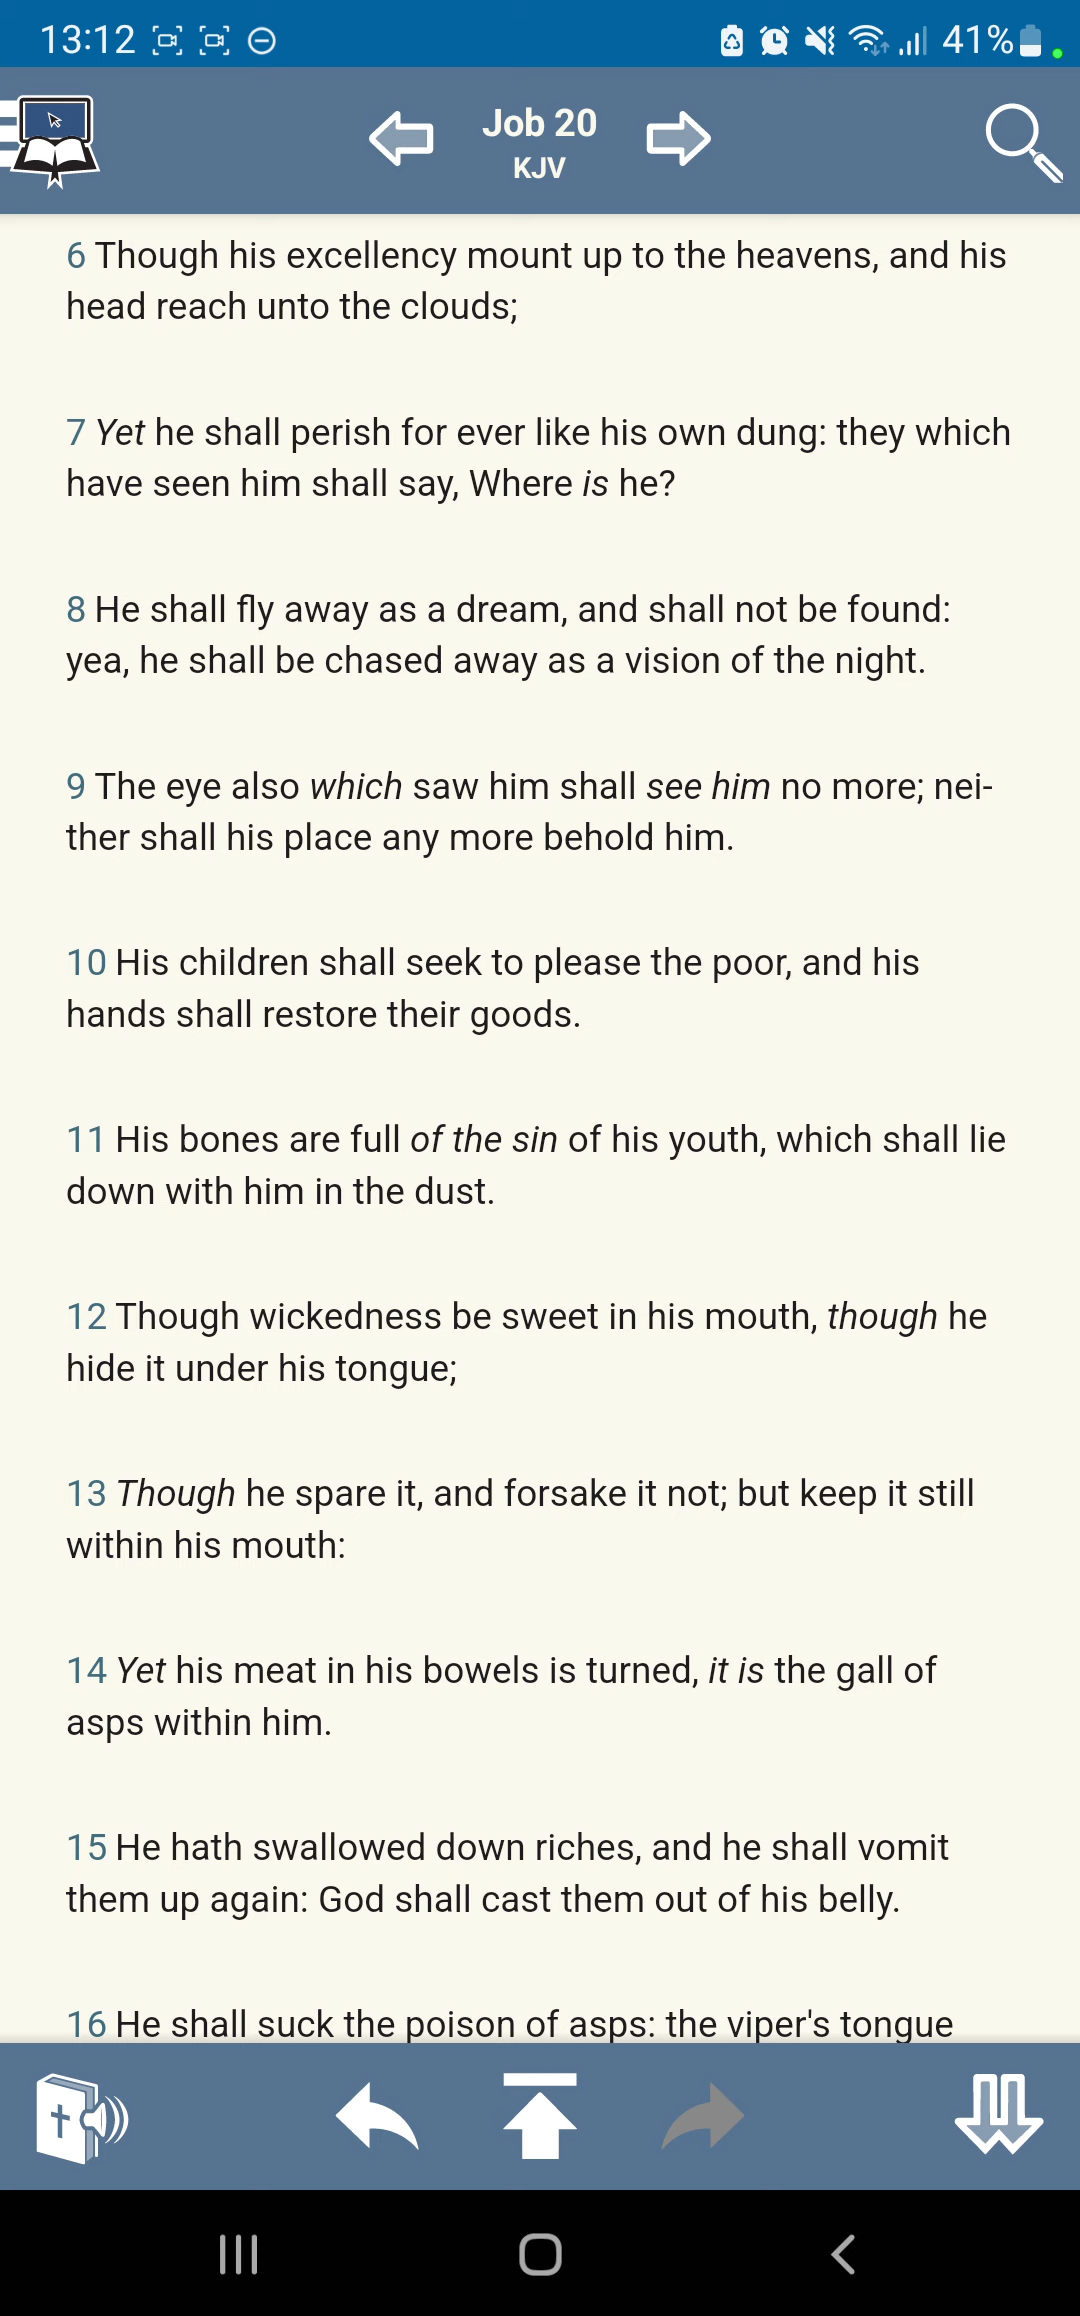 13:12
41%
Job 20
KJV
6 Though his excellency mount up to the heavens, and his
head reach unto the clouds;
7 Yet he shall perish for ever like his own dung: they which
have seen him shall say, Where is he?
8 He shall fly away as a dream, and shall not be found:
yea, he shall be chased away as a vision of the night.
9 The eye also which saw him shall see him no more; nei-
ther shall his place any more behold him.
10 His children shall seek to please the poor, and his
hands shall restore their goods.
11 His bones are full of the sin of his youth, which shall lie
down with him in the dust.
12 Though wickedness be sweet in his mouth, though he
hide it under his tongue;
13 Though he spare it, and forsake it not; but keep it still
within his mouth:
14 Yet his meat in his bowels is turned, it is the gall of
asps within him.
15 He hath swallowed down riches, and he shall vomit
them up again: God shall cast them out of his belly.
16 He shall suck the poison of asps: the viper's tongue